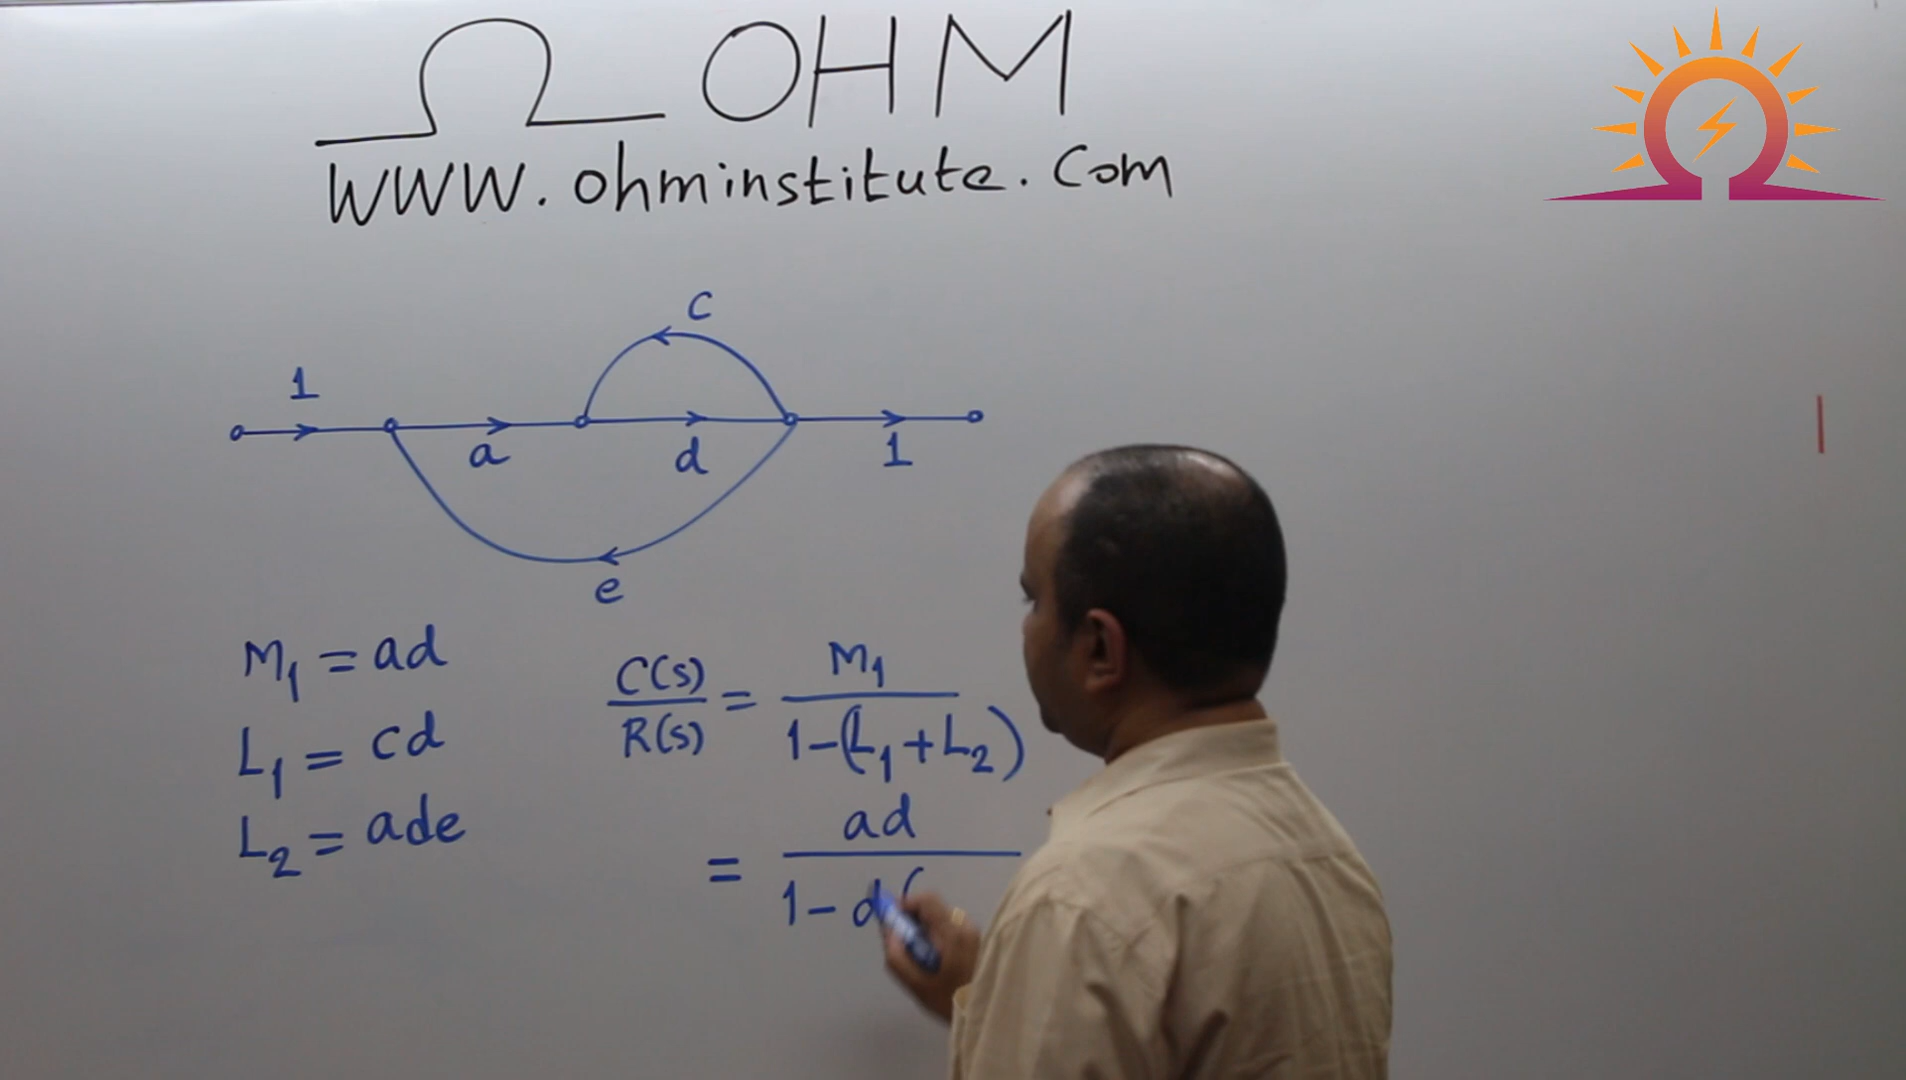 Ω OHM
www.ohminstitute.com
c
1
a
d
1
e
M₁ = ad
L₁ = cd
L₂ = ade
C(s)/R(s) = M₁/1-(L₁+L₂)
= ad/1-d(